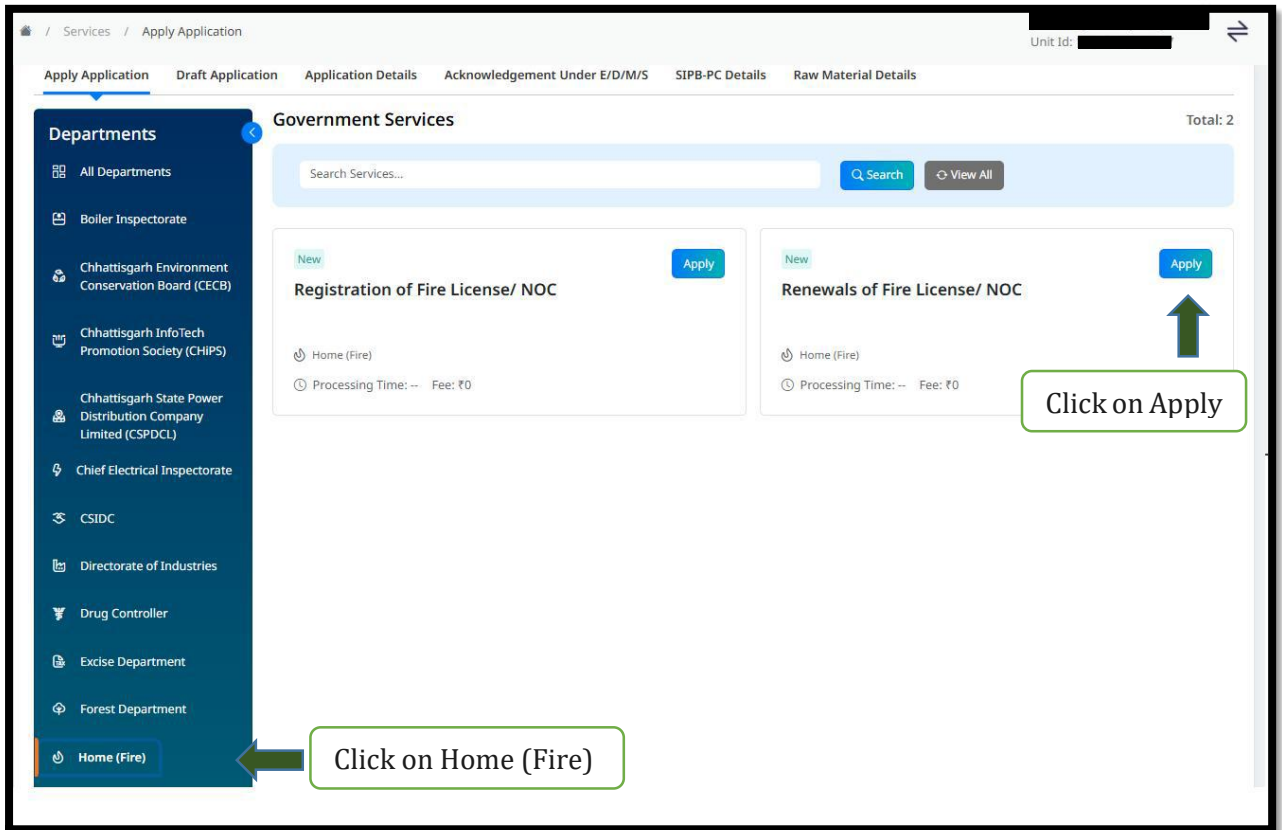 / Services / Apply Application
Unit Id:
Apply Application Draft Application Application Details Acknowledgement Under E/D/M/S SIPB-PC Details Raw Material Details
Departments
All Departments
Boiler Inspectorate
Chhattisgarh Environment
Conservation Board (CECB)
Chhattisgarh InfoTech
Promotion Society (CHiPS)
Chhattisgarh State Power
Distribution Company
Limited (CSPDCL)
Chief Electrical Inspectorate
CSIDC
Directorate of Industries
Drug Controller
Excise Department
Forest Department
Home (Fire)
Click on Home (Fire)
Government Services
Total: 2
Search Services...
Search
View All
New
Apply
Registration of Fire License/ NOC
Home (Fire)
Processing Time: -- Fee: ₹0
New
Apply
Renewals of Fire License/ NOC
Home (Fire)
Processing Time: -- Fee: ₹0
Click on Apply